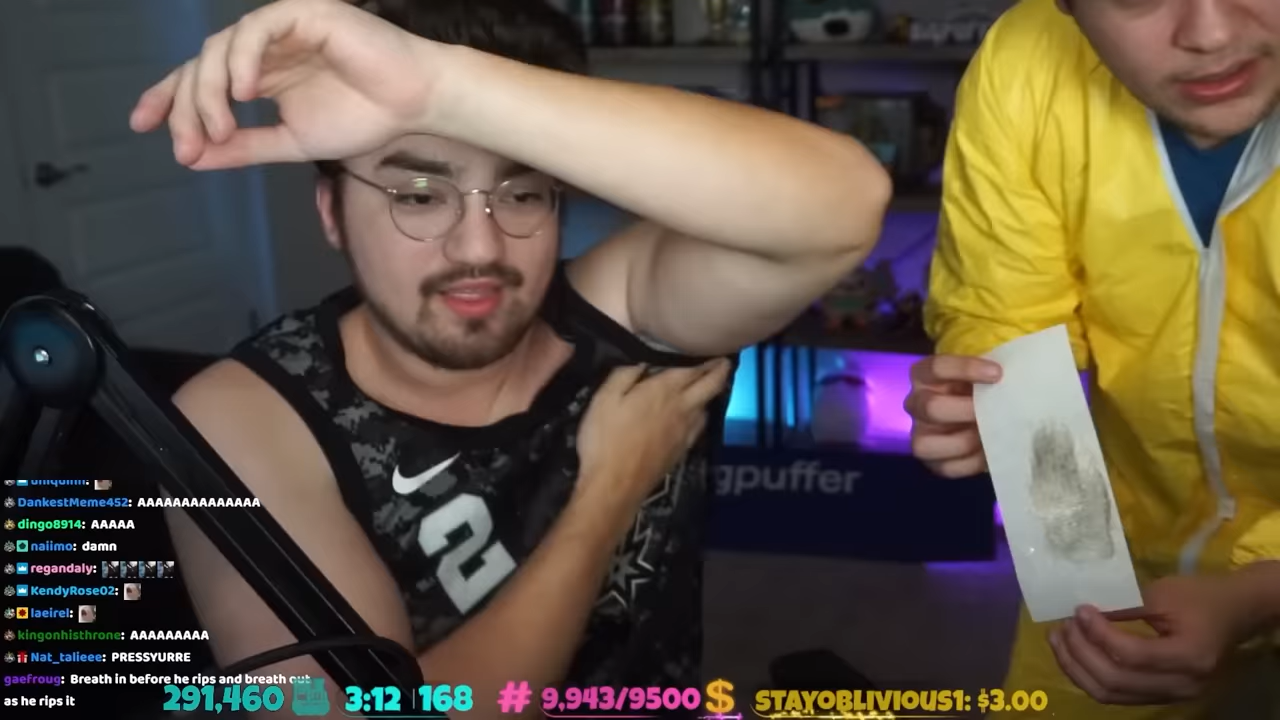 gpuffer
2
uniquinn:
DankestMeme452: AAAAAAAAAAAAAA
dingo8914: AAAAA
naiimo: damn
regandaly:
KendyRose02:
laeirel:
kingonhisthrone: AAAAAAAAA
Nat_talieee: PRESSYURRE
gaefroug: Breath in before he rips and breath out
as he rips it
291,460 3:12 168 # 9,943/9500 $ STAYOBLIVIOUS1: $3.00